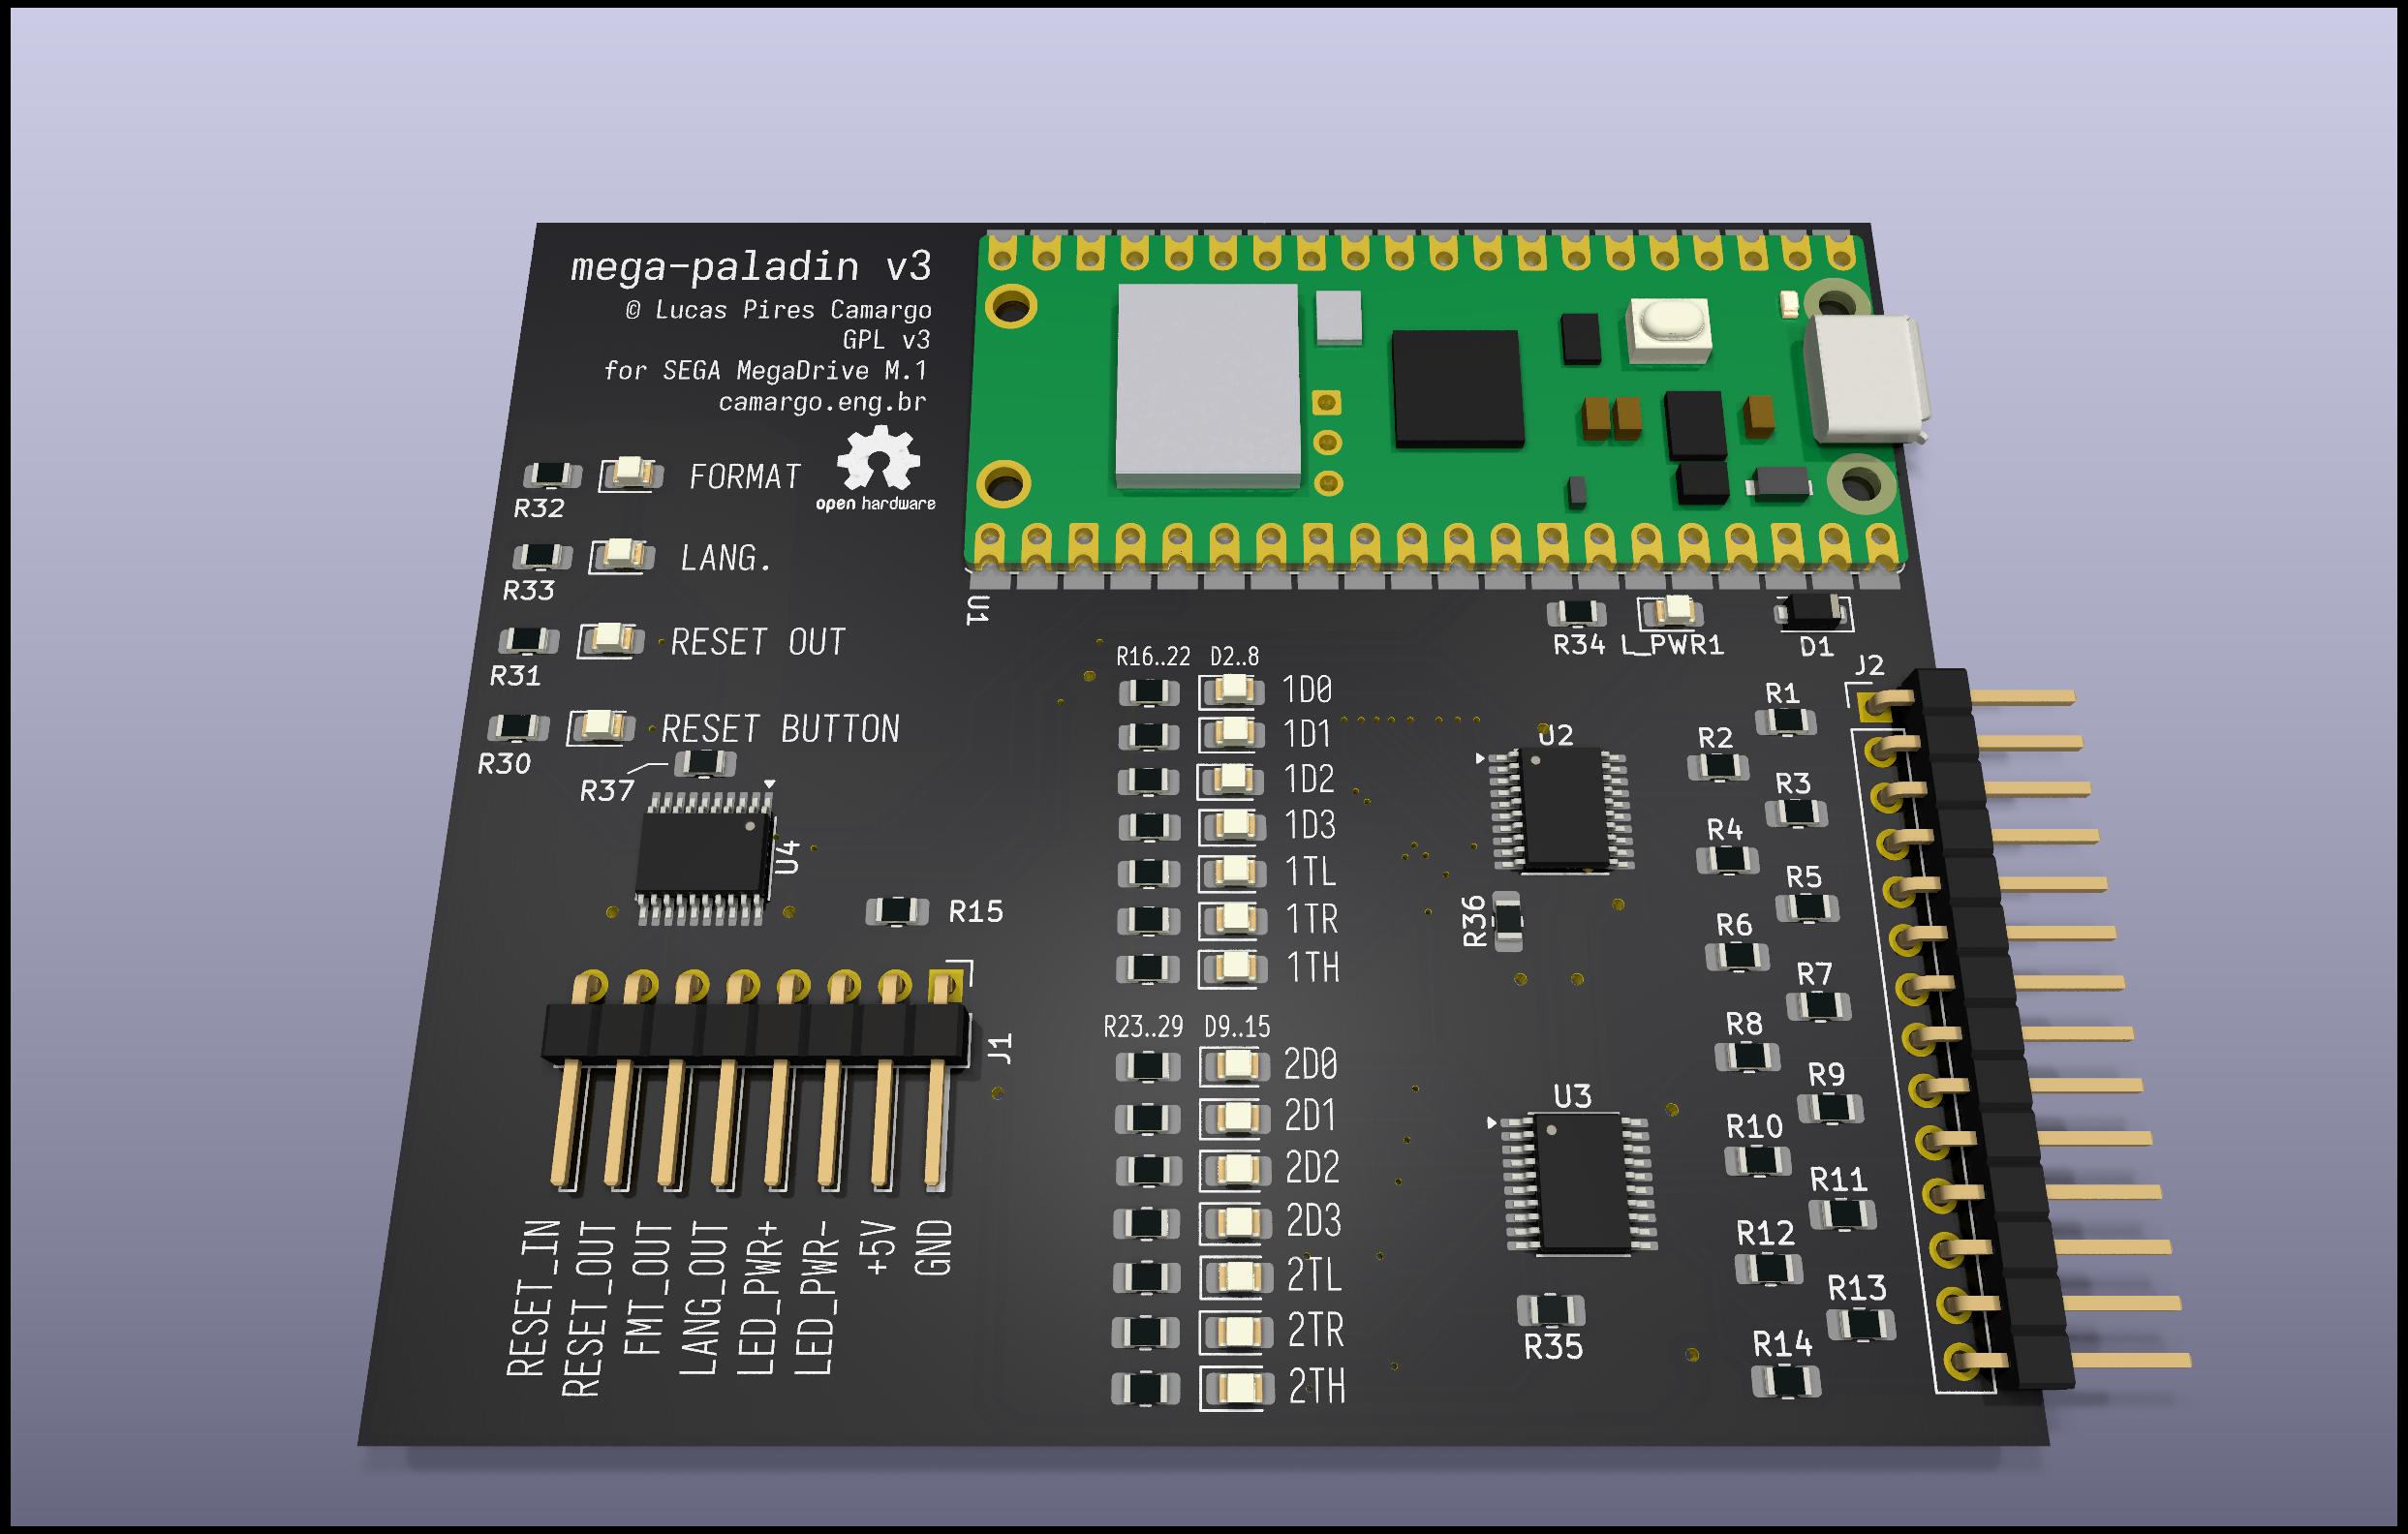 mega-paladin v3
© Lucas Pires Camargo
GPL v3
for SEGA MegaDrive M.1
camargo.eng.br
open hardware
FORMAT
R32
LANG.
R33
RESET OUT
R31
RESET BUTTON
R30
R37
U4
R15
J1
RESET_IN
RESET_OUT
FMT_OUT
LANG_OUT
LED_PWR+
LED_PWR-
+5V
GND
U1
R34 L_PWR1 D1
R16..22 D2..8
1D0
1D1
1D2
1D3
1TL
1TR
1TH
R23..29 D9..15
2D0
2D1
2D2
2D3
2TL
2TR
2TH
U2
R36
U3
R35
J2
R1
R2
R3
R4
R5
R6
R7
R8
R9
R10
R11
R12
R13
R14